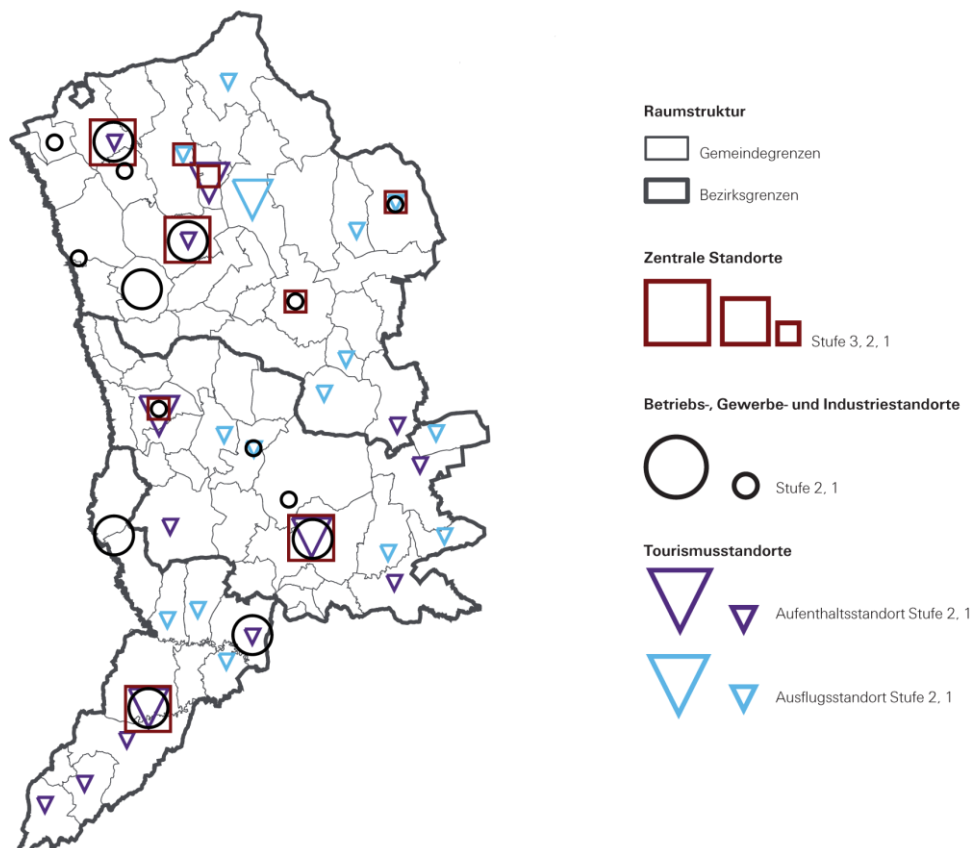 Raumstruktur
Gemeindegrenzen
Bezirksgrenzen
Zentrale Standorte
Stufe 3, 2, 1
Betriebs-, Gewerbe- und Industriestandorte
Stufe 2, 1
Tourismusstandorte
Aufenthaltsstandort Stufe 2, 1
Ausflugsstandort Stufe 2, 1